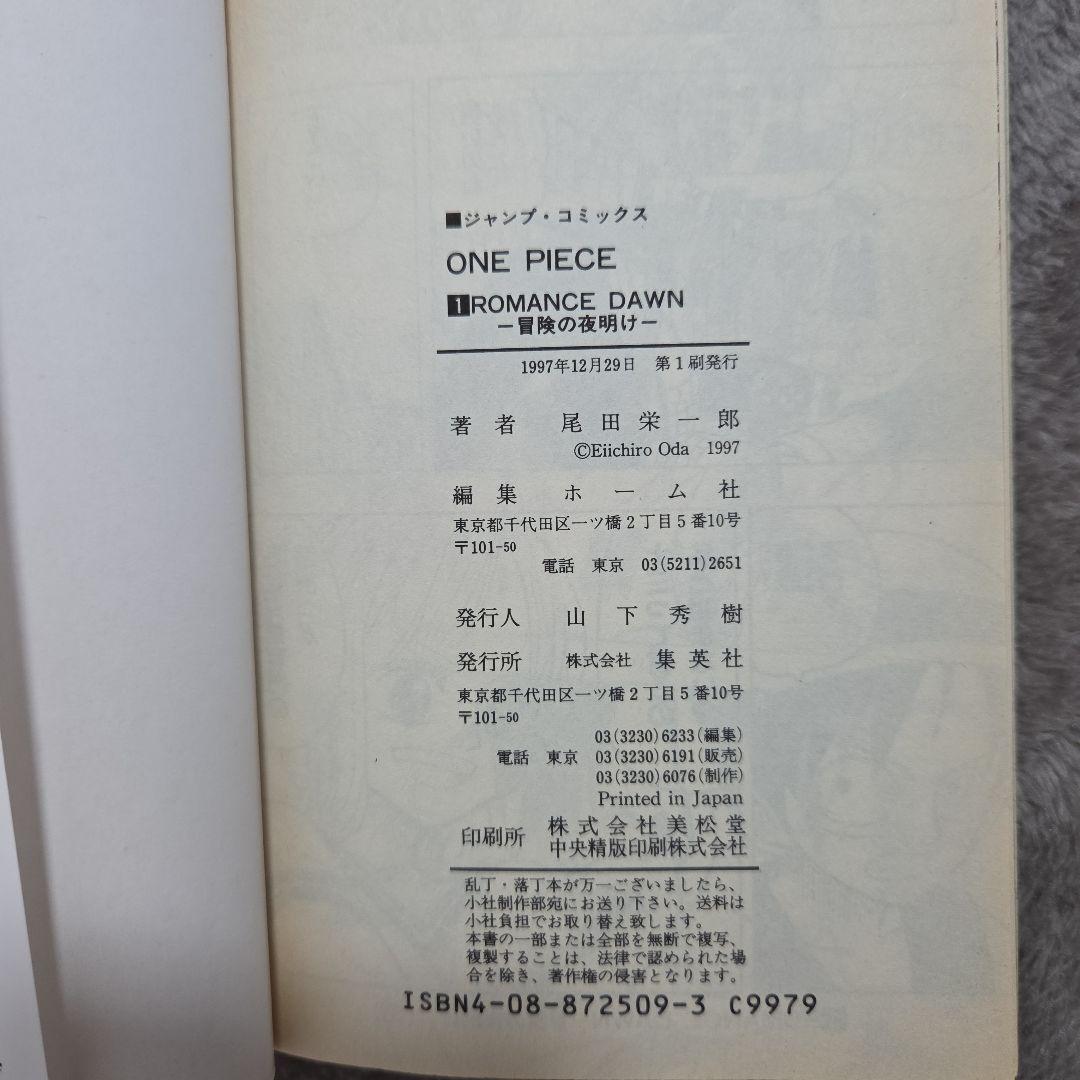 ■ジャンプ・コミックス
ONE PIECE
1 ROMANCE DAWN
―冒険の夜明け―
1997年12月29日 第1刷発行
著者 尾田栄一郎
©Eiichiro Oda 1997
編集 ホーム社
東京都千代田区一ツ橋2丁目5番10号
〒101-50
電話 東京 03(5211)2651
発行人 山下秀樹
発行所 株式会社 集英社
東京都千代田区一ツ橋2丁目5番10号
〒101-50
03(3230)6233(編集)
電話 東京 03(3230)6191(販売)
03(3230)6076(制作)
Printed in Japan
印刷所 株式会社美松堂
中央精版印刷株式会社
乱丁・落丁本が万一ございましたら、
小社制作部宛にお送り下さい。送料は
小社負担でお取り替え致します。
本書の一部または全部を無断で複写、
複製することは、法律で認められた場
合を除き、著作権の侵害となります。
ISBN4-08-872509-3 C9979